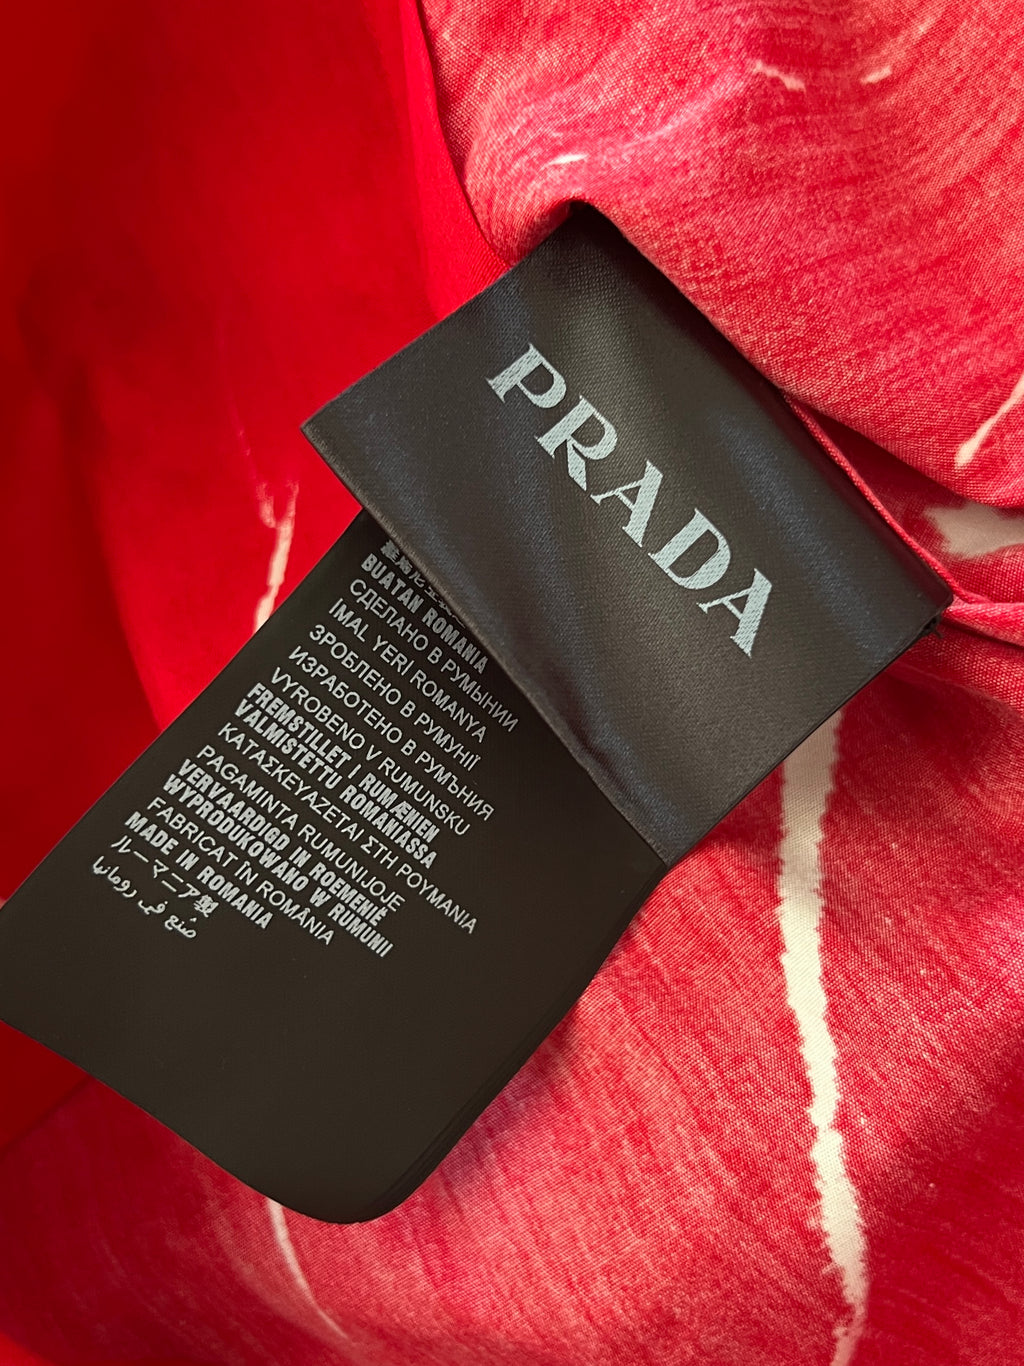 PRADA
BUATAN ROMANIA
СДЕЛАНО В РУМЫНИИ
IMAL YERİ ROMANYA
ЗРОБЛЕНО В РУМУНІЇ
ИЗРАБОТЕНО В РУМЪНИЯ
VYROBENO V RUMUNSKU
FREMSTILLET I RUMÆNIEN
VALMISTETTU ROMANIASSA
ΚΑΤΑΣΚΕΥΑΖΕΤΑΙ ΣΤΗ ΡΟΥΜΑΝΙΑ
PAGAMINTA RUMUNIJOJE
VERVAARDIGD IN ROEMENIË
WYPRODUKOWANO W RUMUNII
FABRICAT ÎN ROMÂNIA
MADE IN ROMANIA
ルーマニア製
صُنع في رومانيا